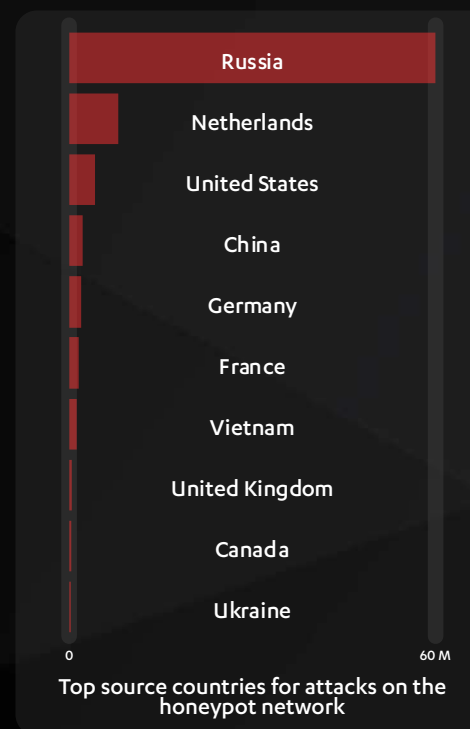 Russia
Netherlands
United States
China
Germany
France
Vietnam
United Kingdom
Canada
Ukraine
0 60 M
Top source countries for attacks on the
honeypot network